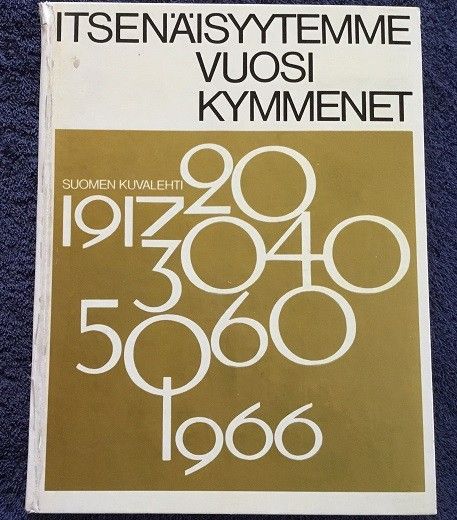 ITSENÄISYYTEMME
VUOSI
KYMMENET
SUOMEN KUVALEHTI
20
1917
30 40
50 60
1966